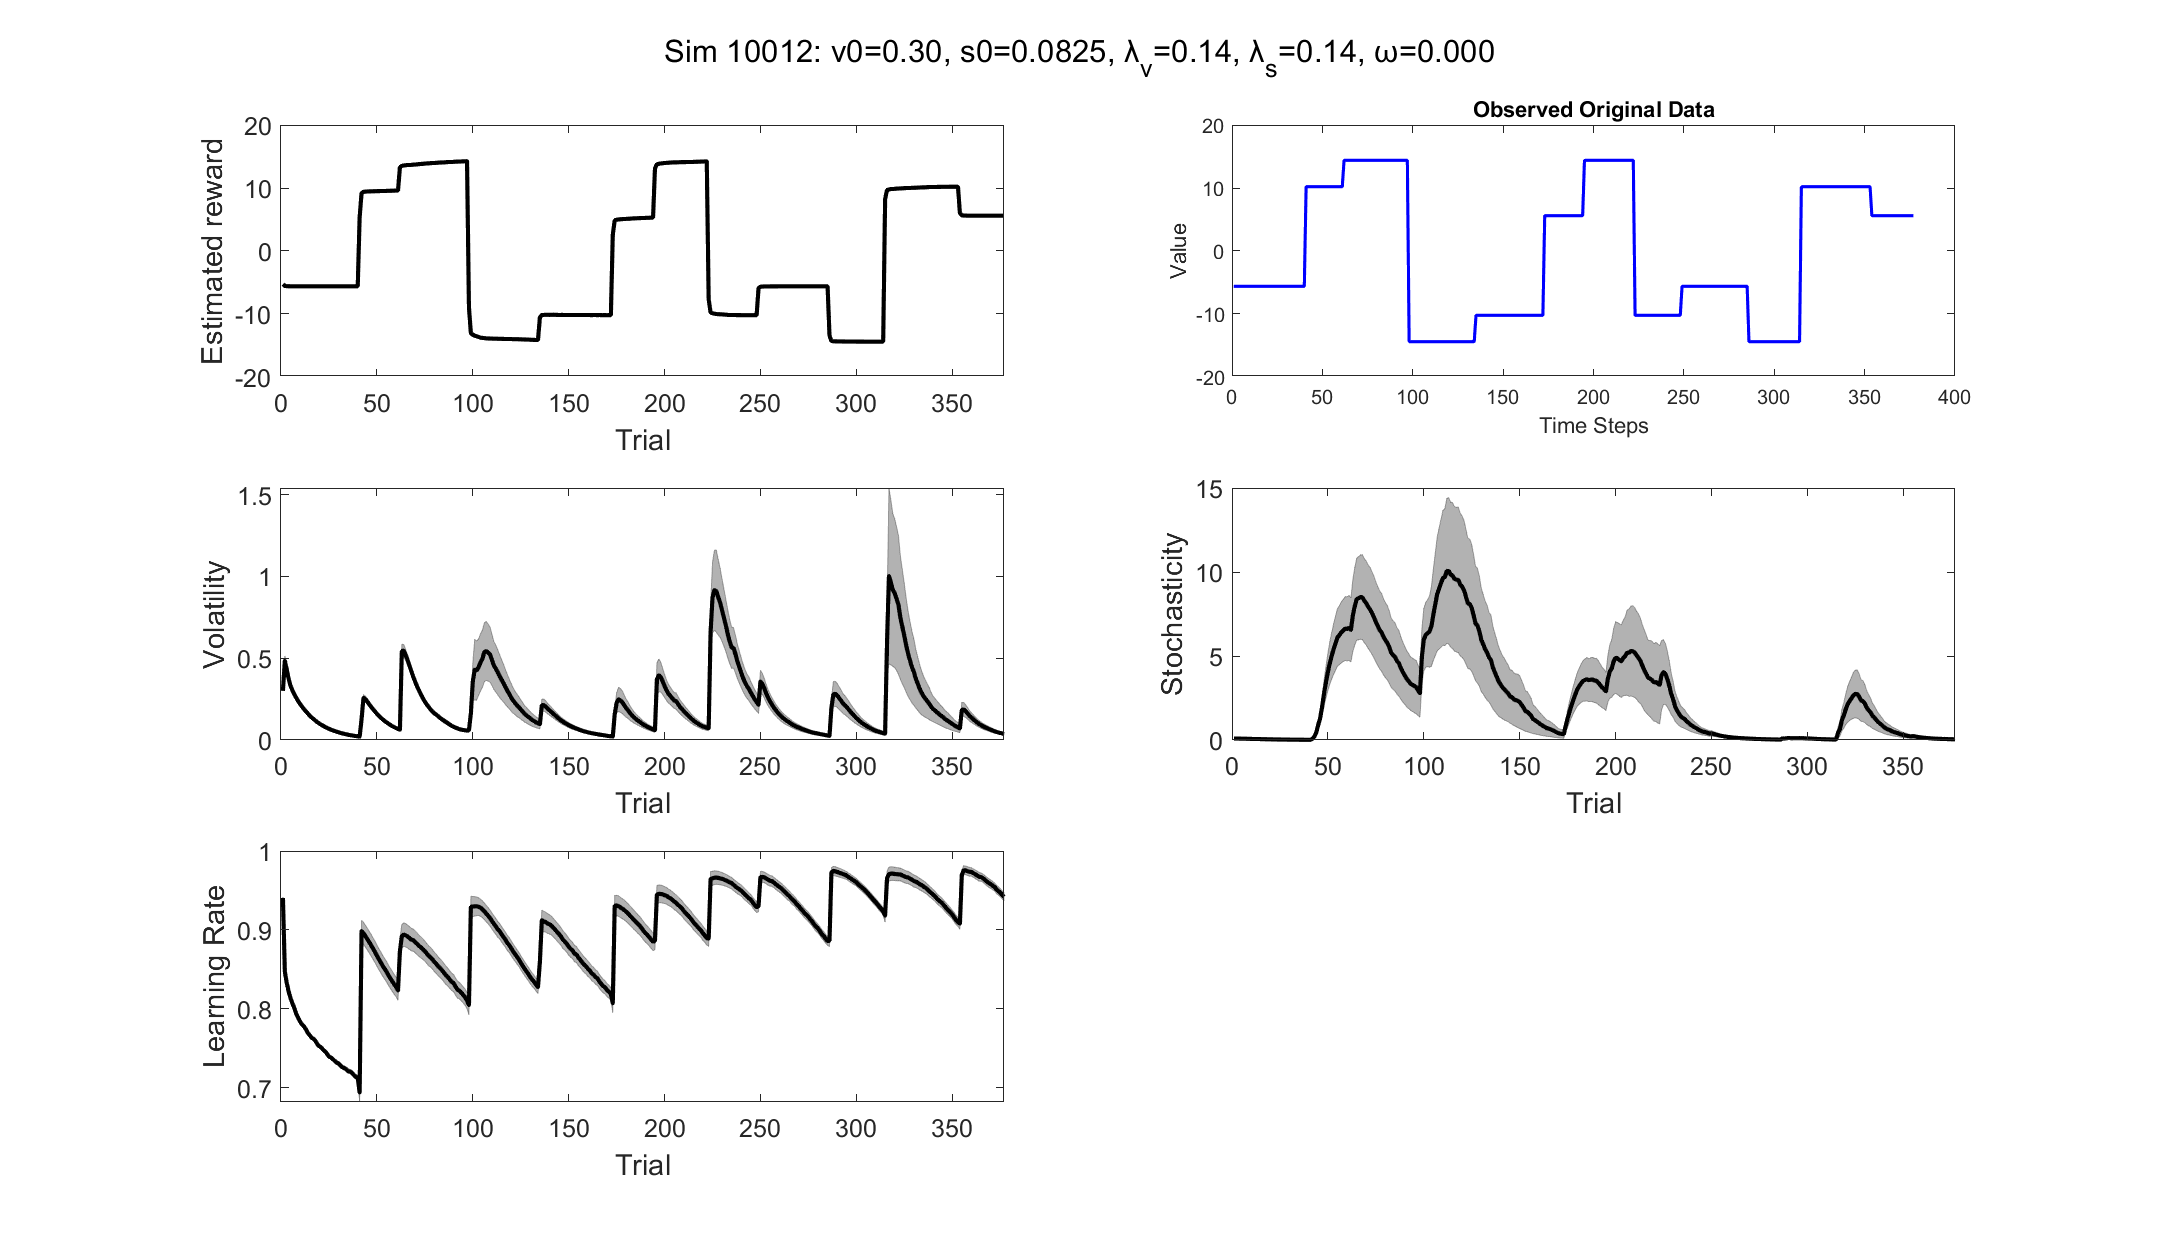 Sim 10012: v0=0.30, s0=0.0825, λ_v=0.14, λ_s=0.14, ω=0.000
Estimated reward
20
10
0
-10
-20
0 50 100 150 200 250 300 350
Trial
Observed Original Data
Value
20
10
0
-10
-20
0 50 100 150 200 250 300 350 400
Time Steps
Volatility
1.5
1
0.5
0
0 50 100 150 200 250 300 350
Trial
Stochasticity
15
10
5
0
0 50 100 150 200 250 300 350
Trial
Learning Rate
1
0.9
0.8
0.7
0 50 100 150 200 250 300 350
Trial